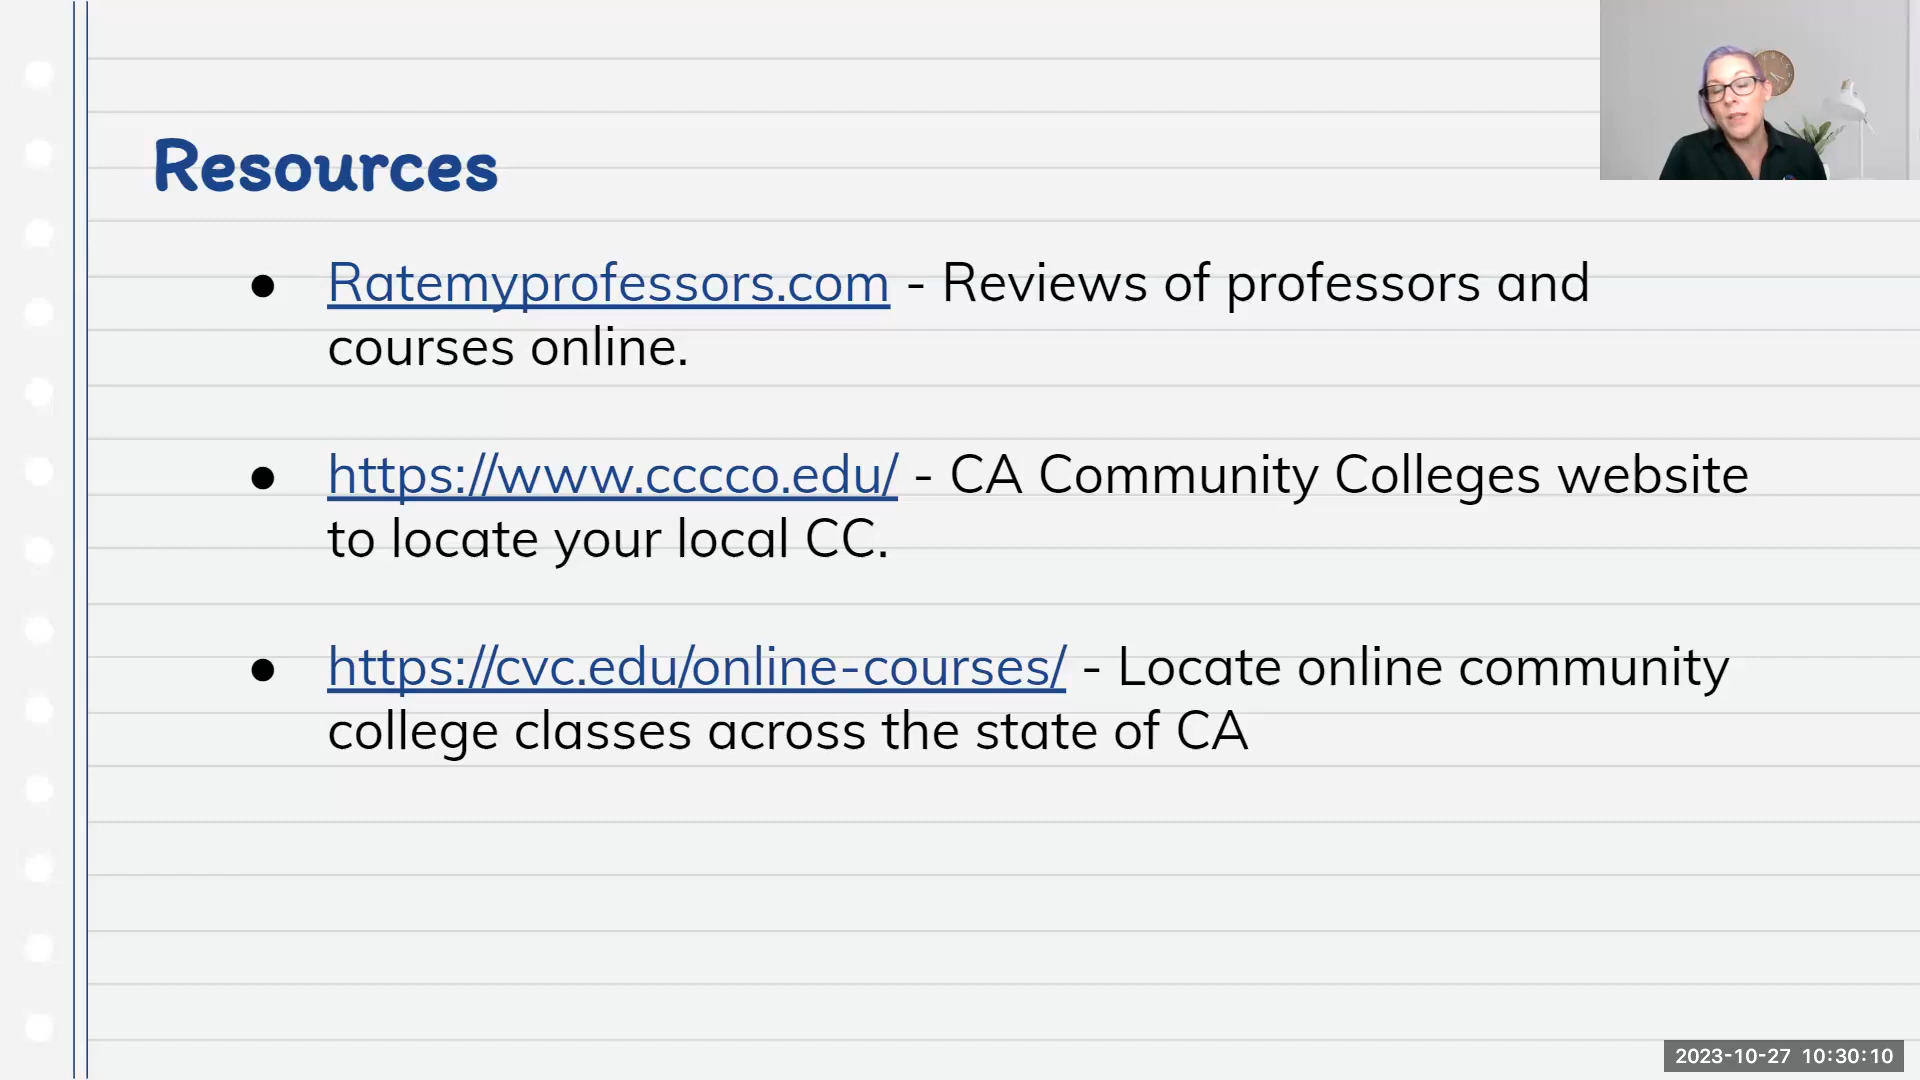 Resources
● Ratemyprofessors.com - Reviews of professors and
courses online.
● https://www.cccco.edu/ - CA Community Colleges website
to locate your local CC.
● https://cvc.edu/online-courses/ - Locate online community
college classes across the state of CA
2023-10-27 10:30:10